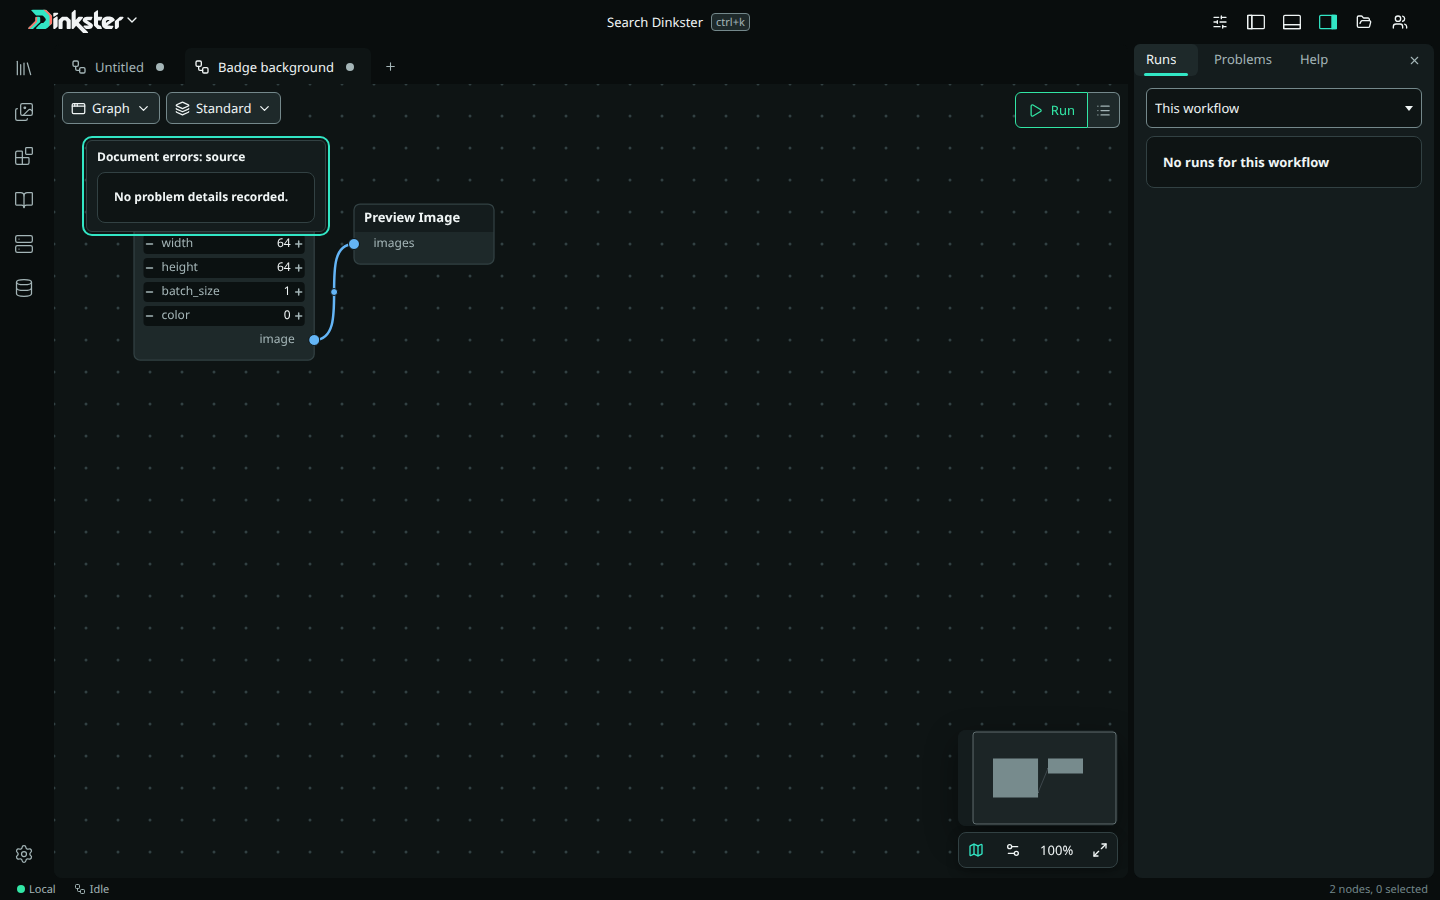 Dinkster
Search Dinkster
ctrl+k
Untitled
Badge background
Runs
Problems
Help
Graph
Standard
Run
This workflow
No runs for this workflow
Document errors: source
No problem details recorded.
width
64
height
64
batch_size
1
color
0
image
Preview Image
images
100%
Local
Idle
2 nodes, 0 selected